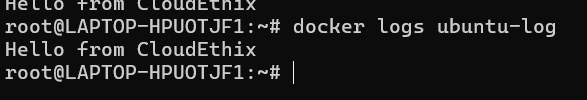 Hello from CloudEthix
root@LAPTOP-HPUOTJF1:~# docker logs ubuntu-log
Hello from CloudEthix
root@LAPTOP-HPUOTJF1:~#